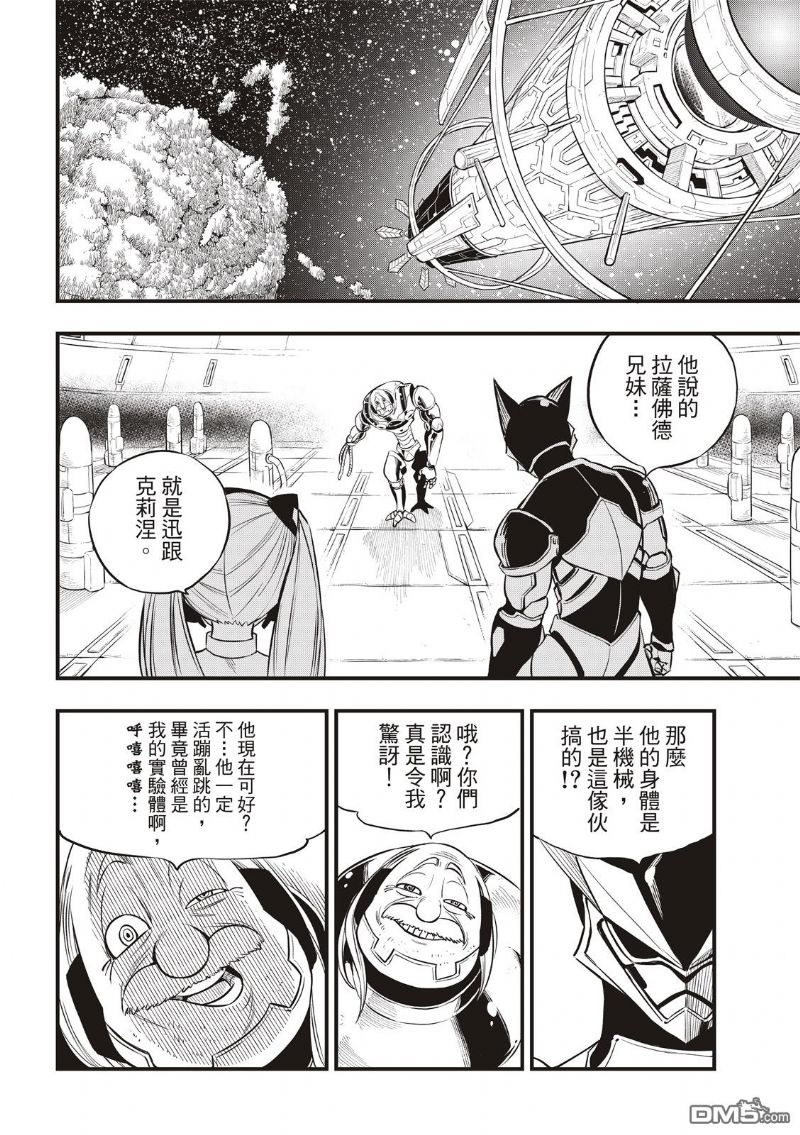 他說的
拉薩佛德
兄妹…
就是迅跟
克莉涅。
那麼
他的身體是
半機械，
也是這傢伙
搞的!?
哦？你們
認識啊？
真是令我
驚訝！
他現在可好？
不…他一定
活蹦亂跳的，
畢竟曾經是
我的實驗體啊，
呼嘻嘻嘻…
DM5.com